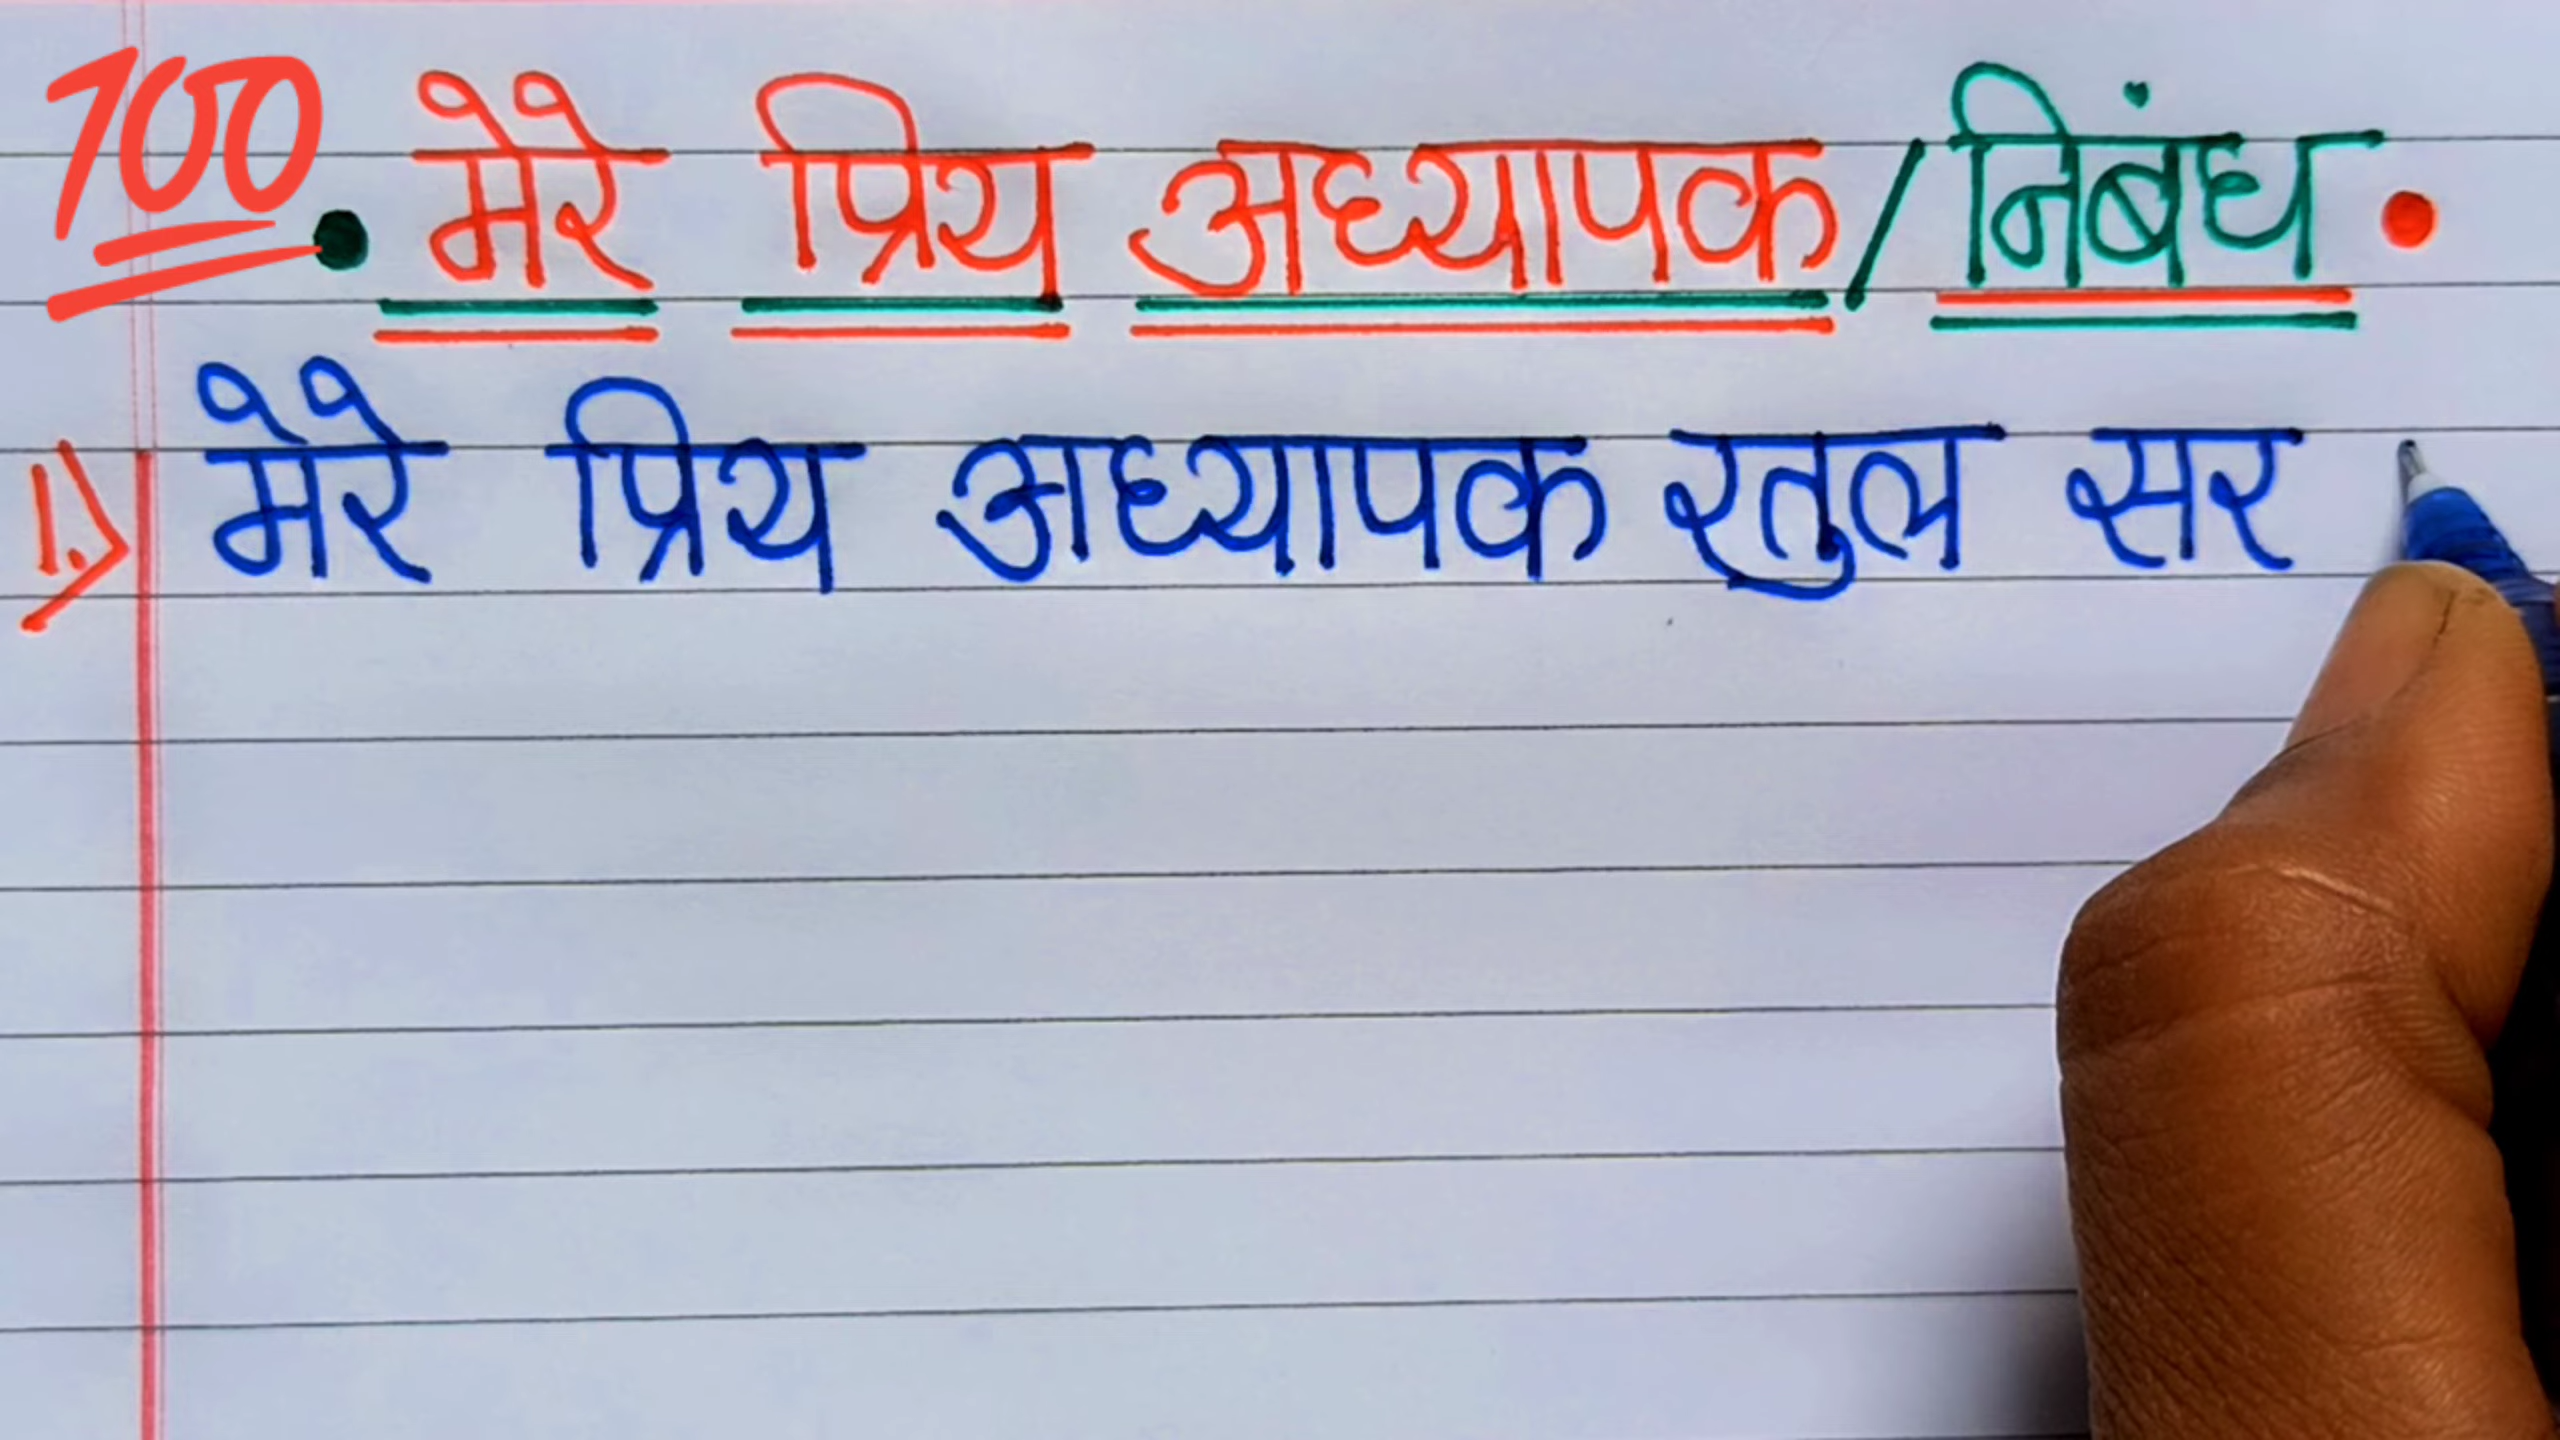 💯
• मेरे प्रिय अध्यापक/निबंध •
1.) मेरे प्रिय अध्यापक रतुल सर